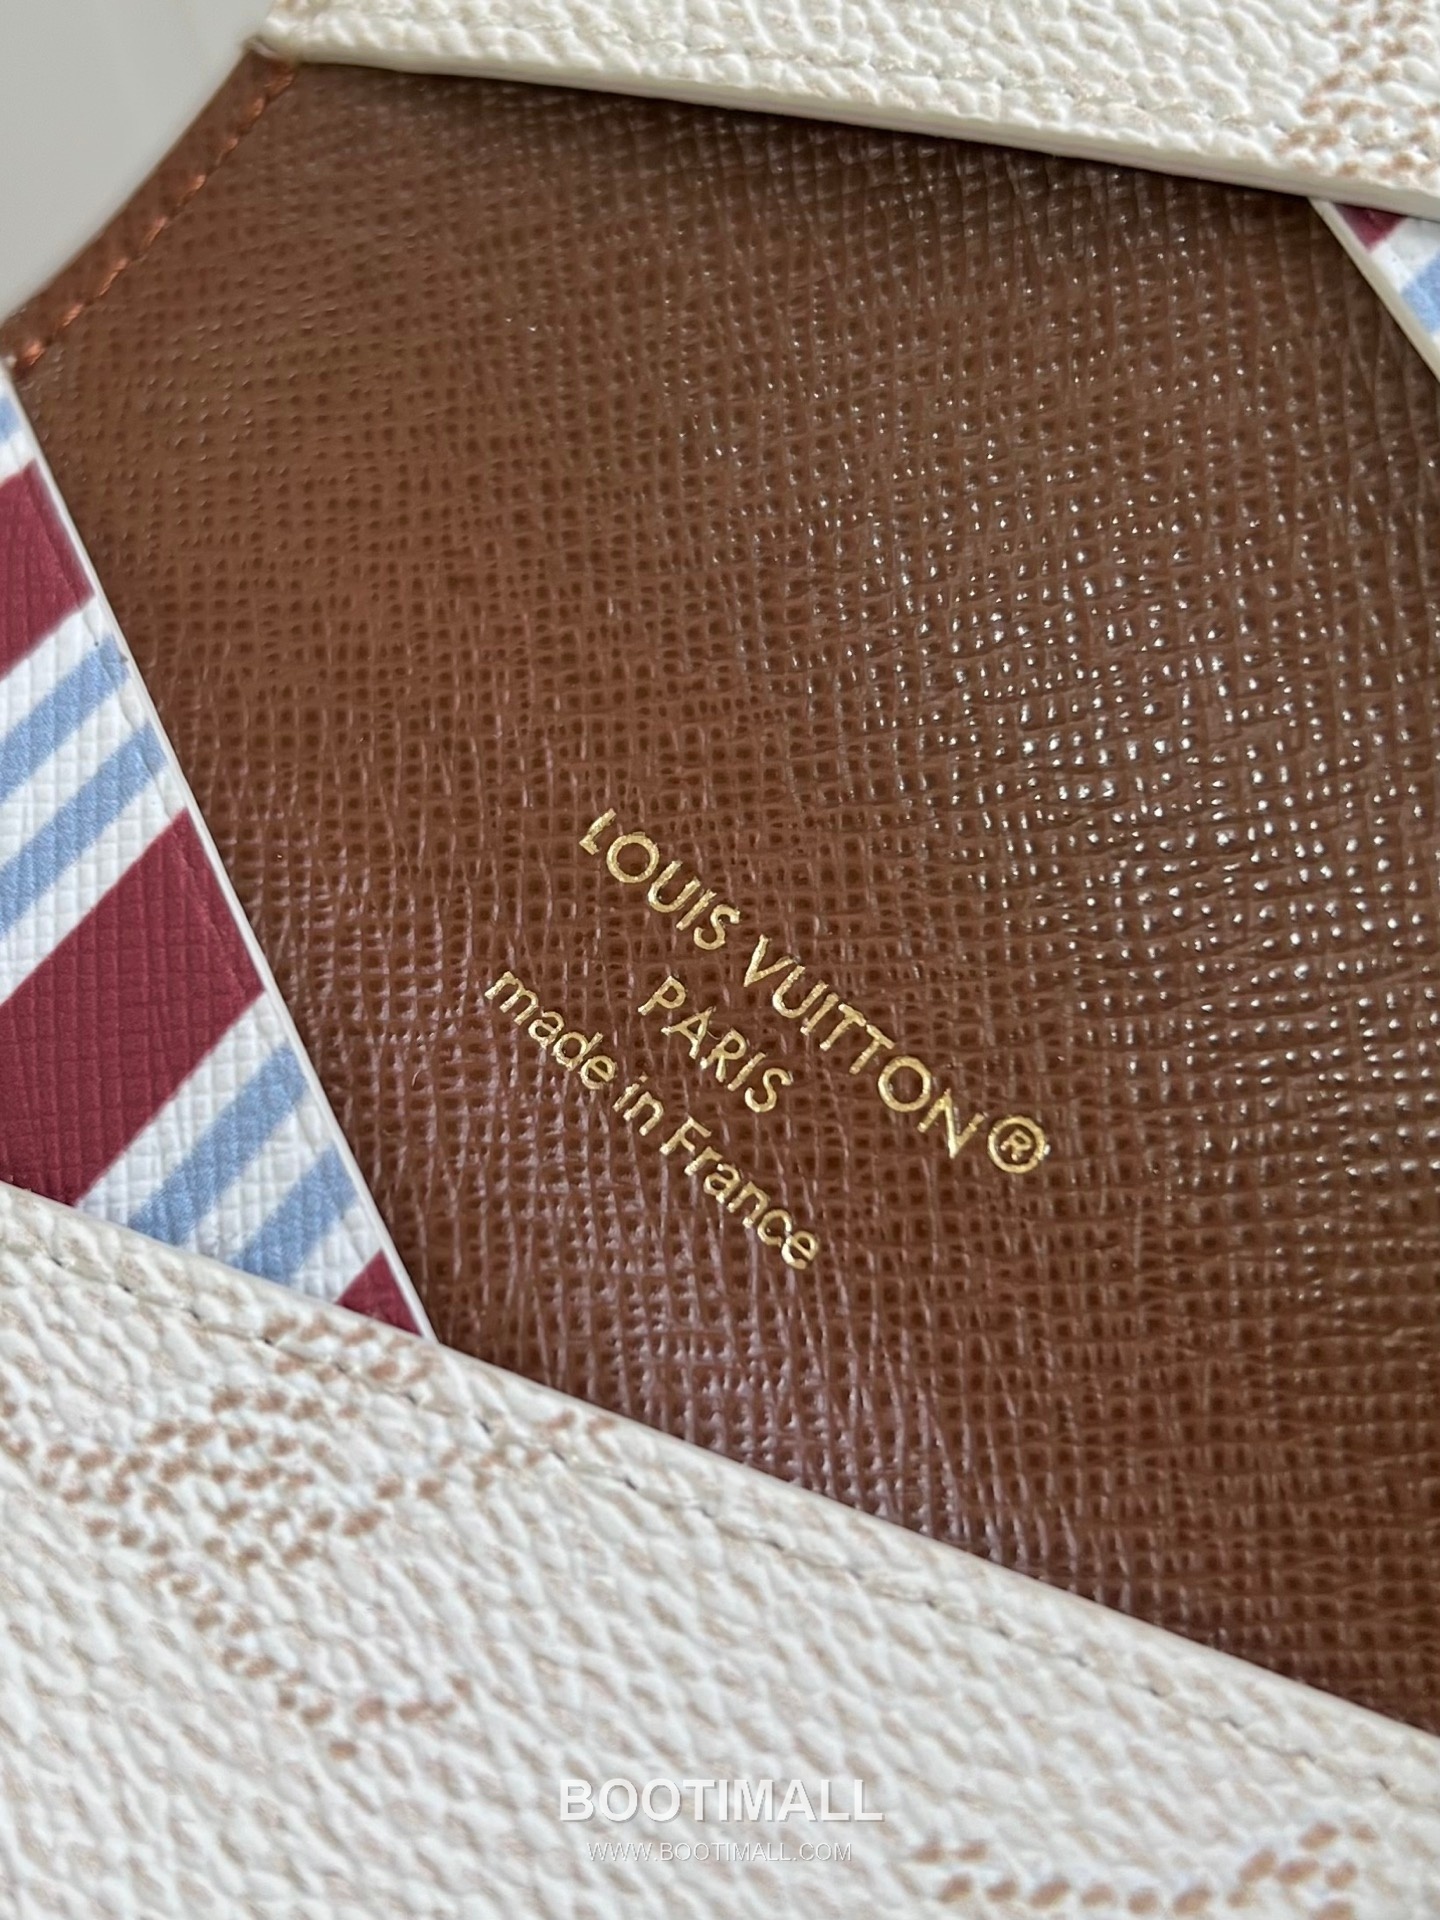 LOUIS VUITTON®
PARIS
made in France
BOOTIMALL
WWW.BOOTIMALL.COM